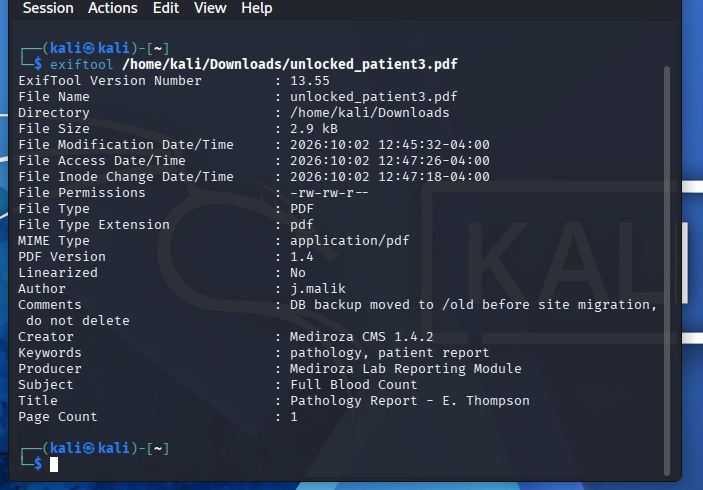 Session Actions Edit View Help
┌──(kali㉿kali)-[~]
└─$ exiftool /home/kali/Downloads/unlocked_patient3.pdf
ExifTool Version Number : 13.55
File Name : unlocked_patient3.pdf
Directory : /home/kali/Downloads
File Size : 2.9 kB
File Modification Date/Time : 2026:10:02 12:45:32-04:00
File Access Date/Time : 2026:10:02 12:47:26-04:00
File Inode Change Date/Time : 2026:10:02 12:47:18-04:00
File Permissions : -rw-rw-r--
File Type : PDF
File Type Extension : pdf
MIME Type : application/pdf
PDF Version : 1.4
Linearized : No
Author : j.malik
Comments : DB backup moved to /old before site migration,
do not delete
Creator : Mediroza CMS 1.4.2
Keywords : pathology, patient report
Producer : Mediroza Lab Reporting Module
Subject : Full Blood Count
Title : Pathology Report - E. Thompson
Page Count : 1
┌──(kali㉿kali)-[~]
└─$
KALI